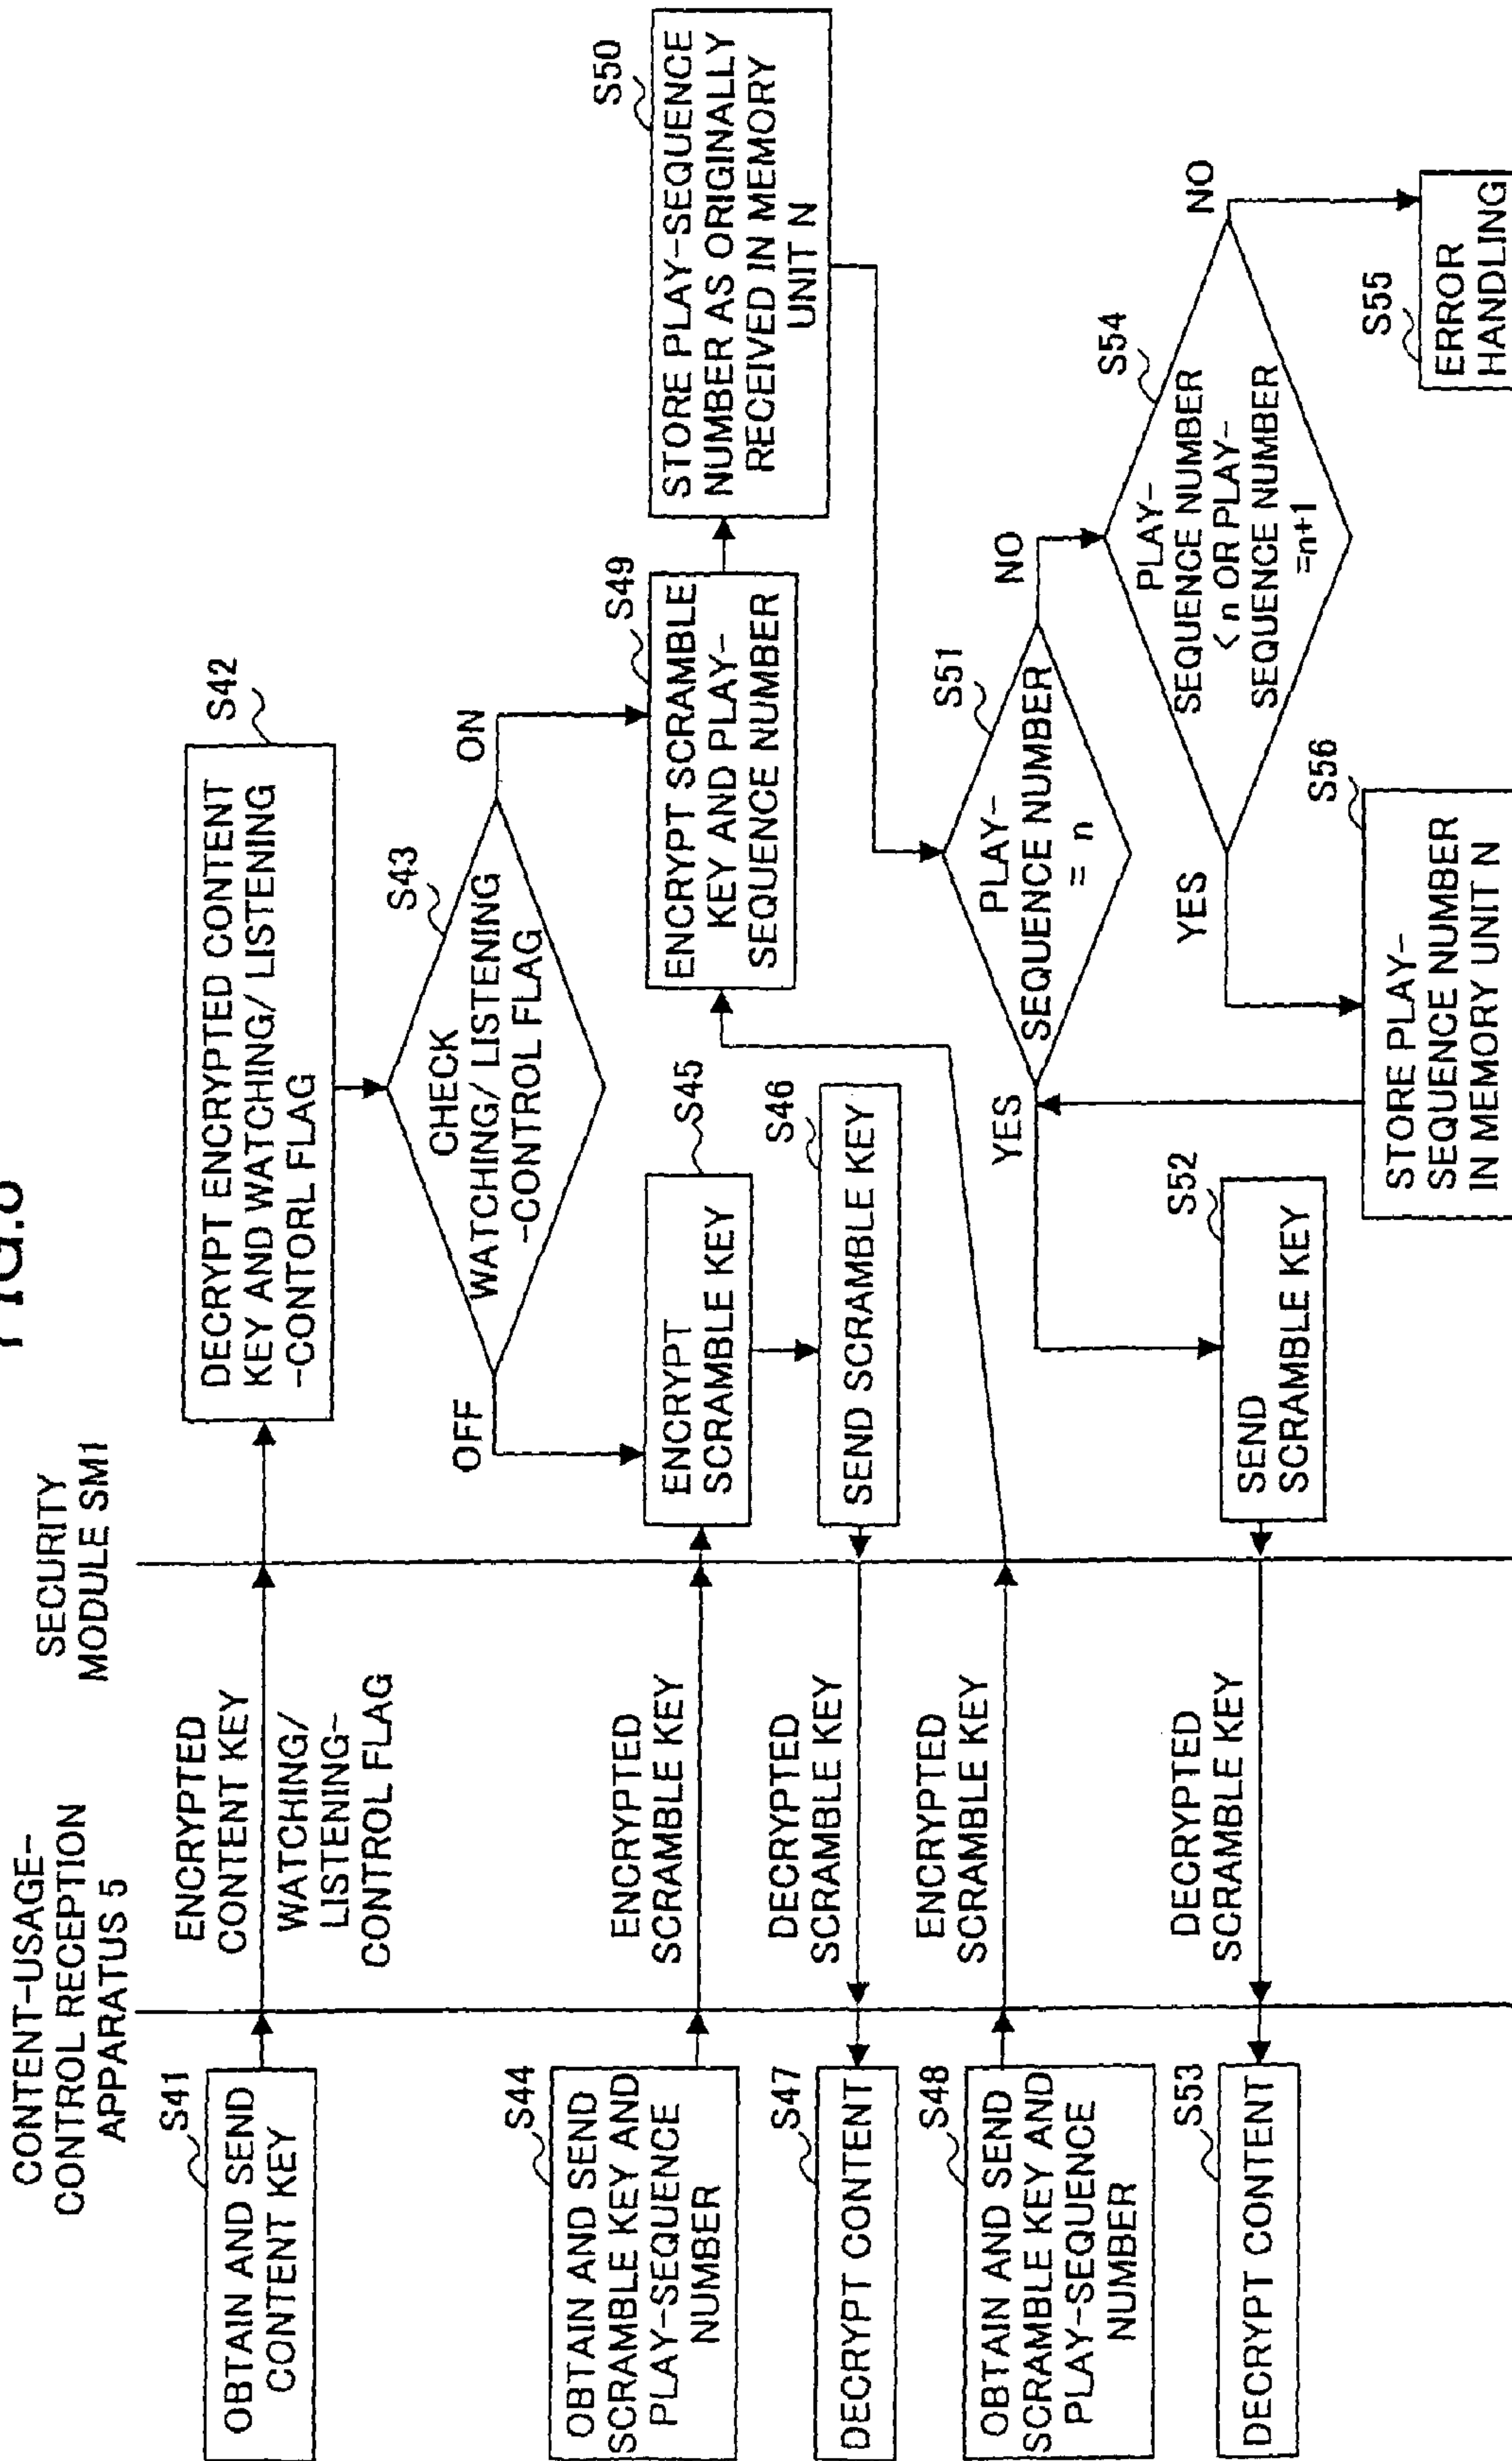 FIG.8
CONTENT-USAGE-
CONTROL RECEPTION
APPARATUS 5
SECURITY
MODULE SM1
S41
OBTAIN AND SEND
CONTENT KEY
ENCRYPTED
CONTENT KEY
WATCHING/
LISTENING-
CONTROL FLAG
S42
DECRYPT ENCRYPTED CONTENT
KEY AND WATCHING/ LISTENING
-CONTORL FLAG
S43
CHECK
WATCHING/ LISTENING
-CONTROL FLAG
OFF
ON
S44
OBTAIN AND SEND
SCRAMBLE KEY AND
PLAY-SEQUENCE
NUMBER
ENCRYPTED
SCRAMBLE KEY
S45
ENCRYPT
SCRAMBLE KEY
S46
SEND SCRAMBLE KEY
DECRYPTED
SCRAMBLE KEY
S47
DECRYPT CONTENT
S48
OBTAIN AND SEND
SCRAMBLE KEY AND
PLAY-SEQUENCE
NUMBER
ENCRYPTED
SCRAMBLE KEY
S49
ENCRYPT SCRAMBLE
KEY AND PLAY-
SEQUENCE NUMBER
S50
STORE PLAY-SEQUENCE
NUMBER AS ORIGINALLY
RECEIVED IN MEMORY
UNIT N
S51
PLAY-
SEQUENCE NUMBER
= n
YES
NO
S52
SEND
SCRAMBLE KEY
DECRYPTED
SCRAMBLE KEY
S53
DECRYPT CONTENT
S54
PLAY-
SEQUENCE NUMBER
< n OR PLAY-
SEQUENCE NUMBER
=n+1
YES
NO
S55
ERROR
HANDLING
S56
STORE PLAY-
SEQUENCE NUMBER
IN MEMORY UNIT N